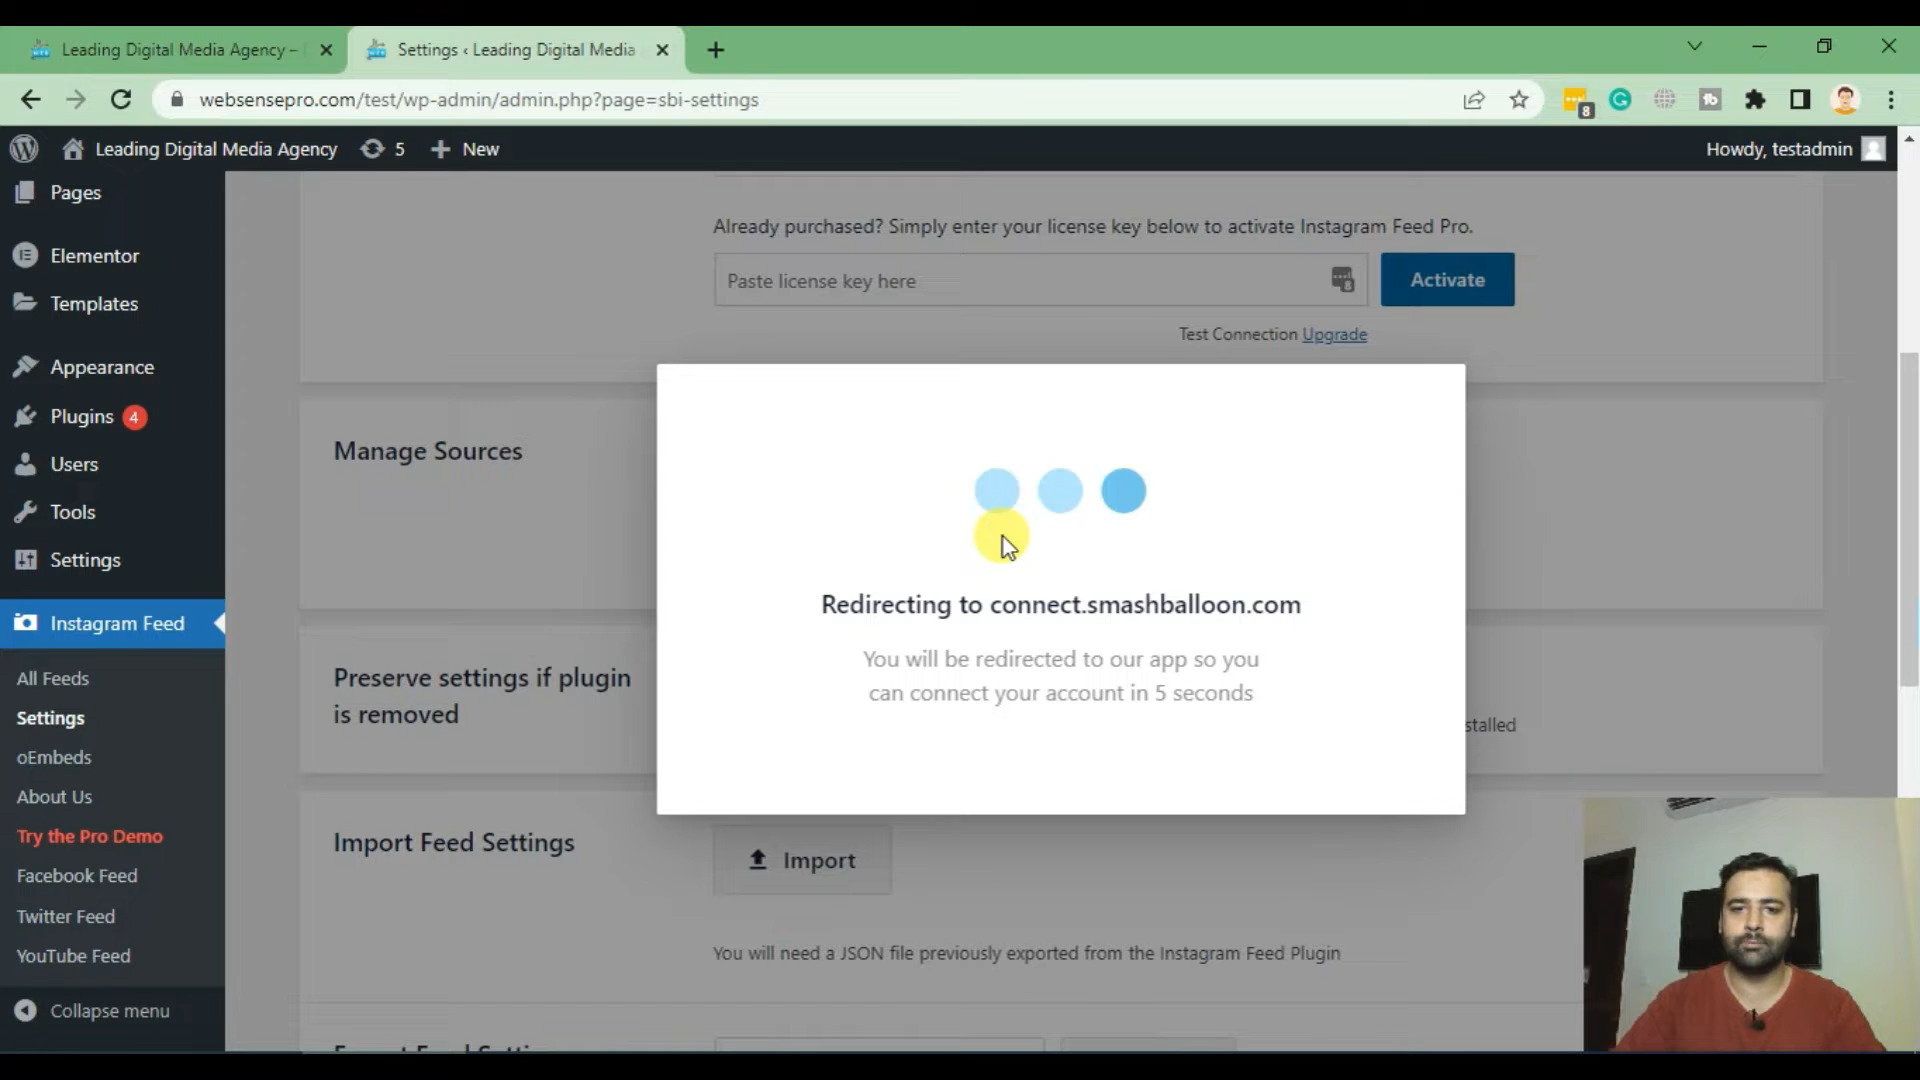 Leading Digital Media Agency –
Settings ‹ Leading Digital Media
websensepro.com/test/wp-admin/admin.php?page=sbi-settings
8
Leading Digital Media Agency
5
New
Howdy, testadmin
Pages
Elementor
Templates
Appearance
Plugins 4
Users
Tools
Settings
Instagram Feed
All Feeds
Settings
oEmbeds
About Us
Try the Pro Demo
Facebook Feed
Twitter Feed
YouTube Feed
Collapse menu
Already purchased? Simply enter your license key below to activate Instagram Feed Pro.
Paste license key here
8
Activate
Test Connection Upgrade
Manage Sources
Redirecting to connect.smashballoon.com
You will be redirected to our app so you
can connect your account in 5 seconds
Preserve settings if plugin
is removed
stalled
Import Feed Settings
Import
You will need a JSON file previously exported from the Instagram Feed Plugin